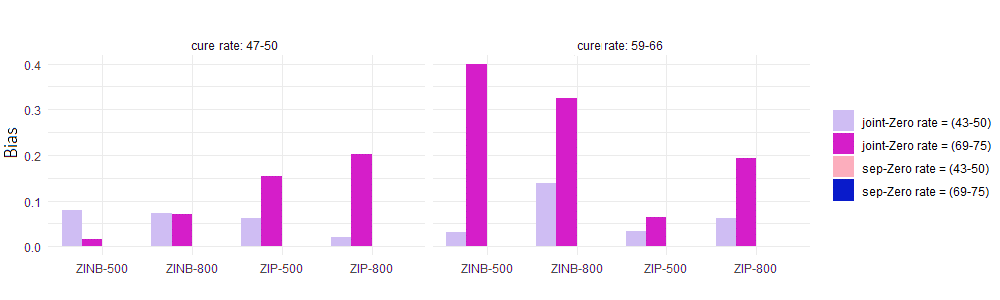 cure rate: 47-50
cure rate: 59-66
Bias
0.4
0.3
0.2
0.1
0.0
ZINB-500
ZINB-800
ZIP-500
ZIP-800
ZINB-500
ZINB-800
ZIP-500
ZIP-800
joint-Zero rate = (43-50)
joint-Zero rate = (69-75)
sep-Zero rate = (43-50)
sep-Zero rate = (69-75)